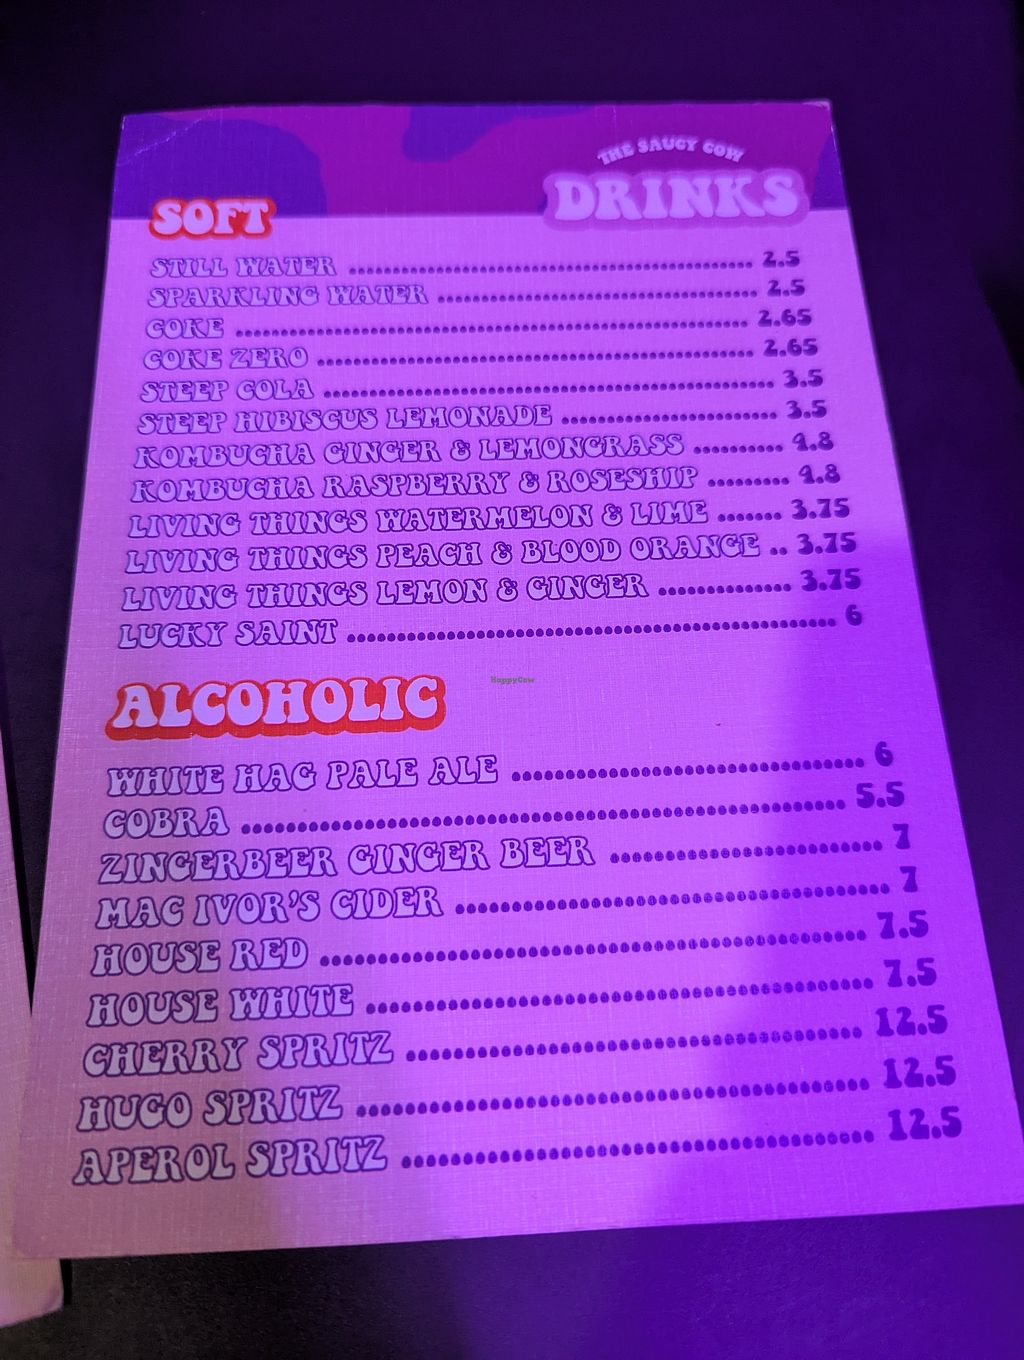 THE SAUCY COW
DRINKS
SOFT
STILL WATER ........ 2.5
SPARKLING WATER ........ 2.5
COKE ........ 2.65
COKE ZERO ........ 2.65
STEEP COLA ........ 3.5
STEEP HIBISCUS LEMONADE ........ 3.5
KOMBUCHA GINGER & LEMONGRASS ........ 4.8
KOMBUCHA RASPBERRY & ROSESHIP ........ 4.8
LIVING THINGS WATERMELON & LIME ....... 3.75
LIVING THINGS PEACH & BLOOD ORANGE .. 3.75
LIVING THINGS LEMON & GINGER ........ 3.75
LUCKY SAINT ........ 6
HappyCow
ALCOHOLIC
WHITE HAG PALE ALE ........ 6
COBRA ........ 5.5
ZINGERBEER GINGER BEER ........ 7
MAC IVOR'S CIDER ........ 7
HOUSE RED ........ 7.5
HOUSE WHITE ........ 7.5
CHERRY SPRITZ ........ 12.5
HUGO SPRITZ ........ 12.5
APEROL SPRITZ ........ 12.5